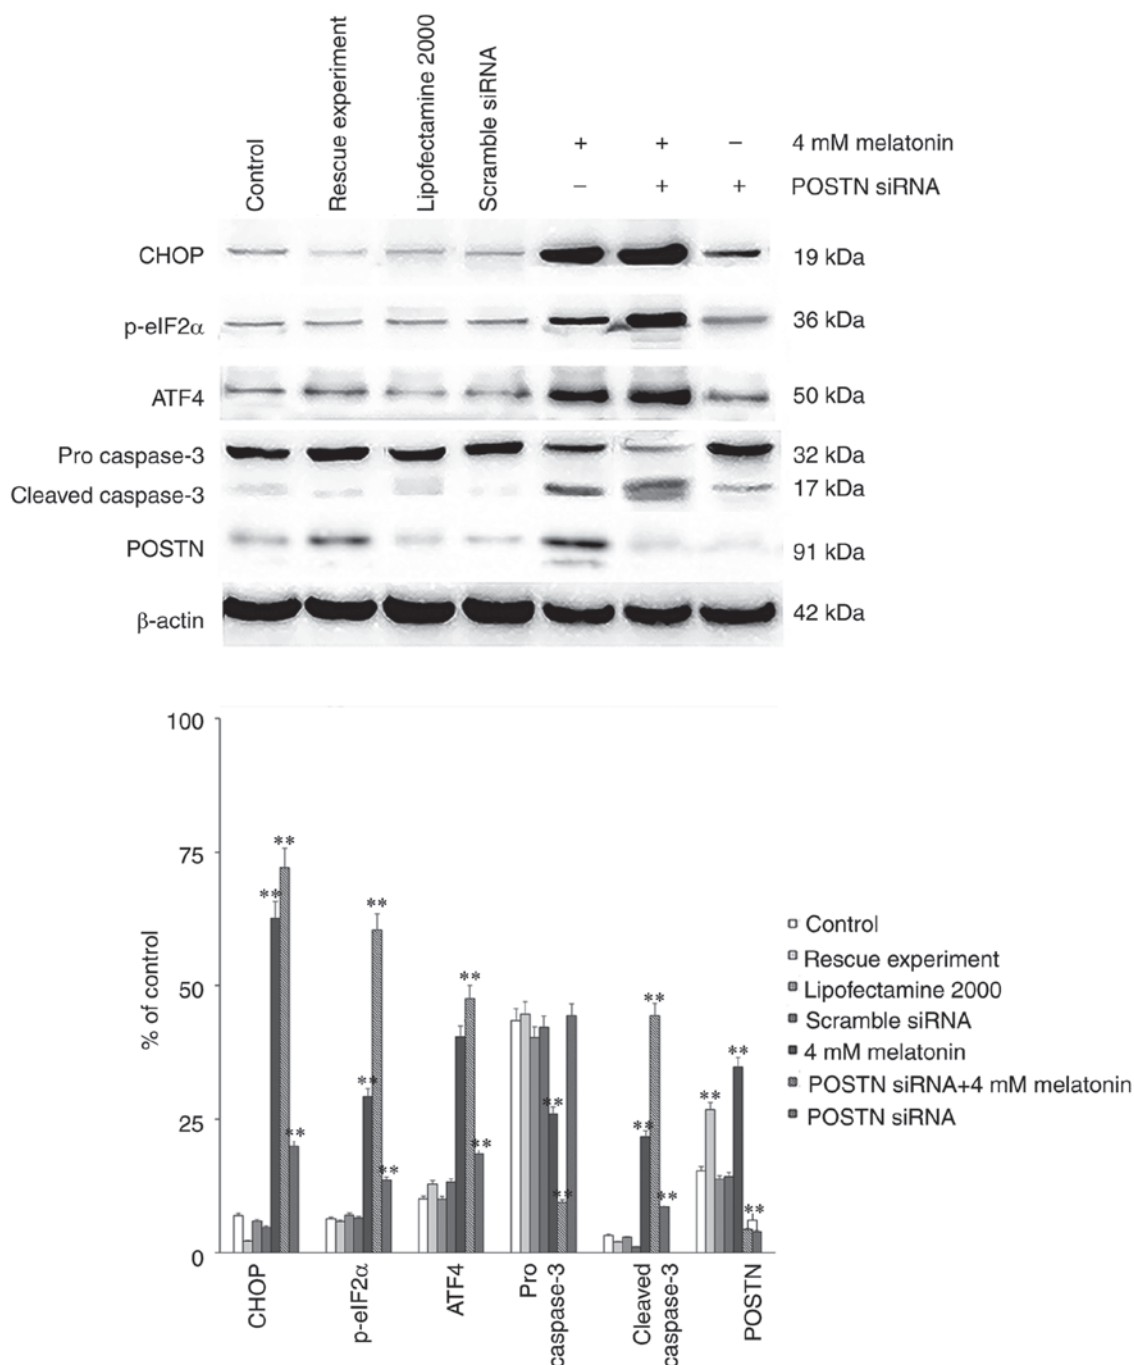 Control
Rescue experiment
Lipofectamine 2000
Scramble siRNA
+ + – 4 mM melatonin
– + + POSTN siRNA
CHOP 19 kDa
p-eIF2α 36 kDa
ATF4 50 kDa
Pro caspase-3 32 kDa
Cleaved caspase-3 17 kDa
POSTN 91 kDa
β-actin 42 kDa
100
75
50
25
0
% of control
** ** **
** ** **
** **
** **
** ** **
** ** **
CHOP
p-eIF2α
ATF4
Pro
caspase-3
Cleaved
caspase-3
POSTN
Control
Rescue experiment
Lipofectamine 2000
Scramble siRNA
4 mM melatonin
POSTN siRNA+4 mM melatonin
POSTN siRNA